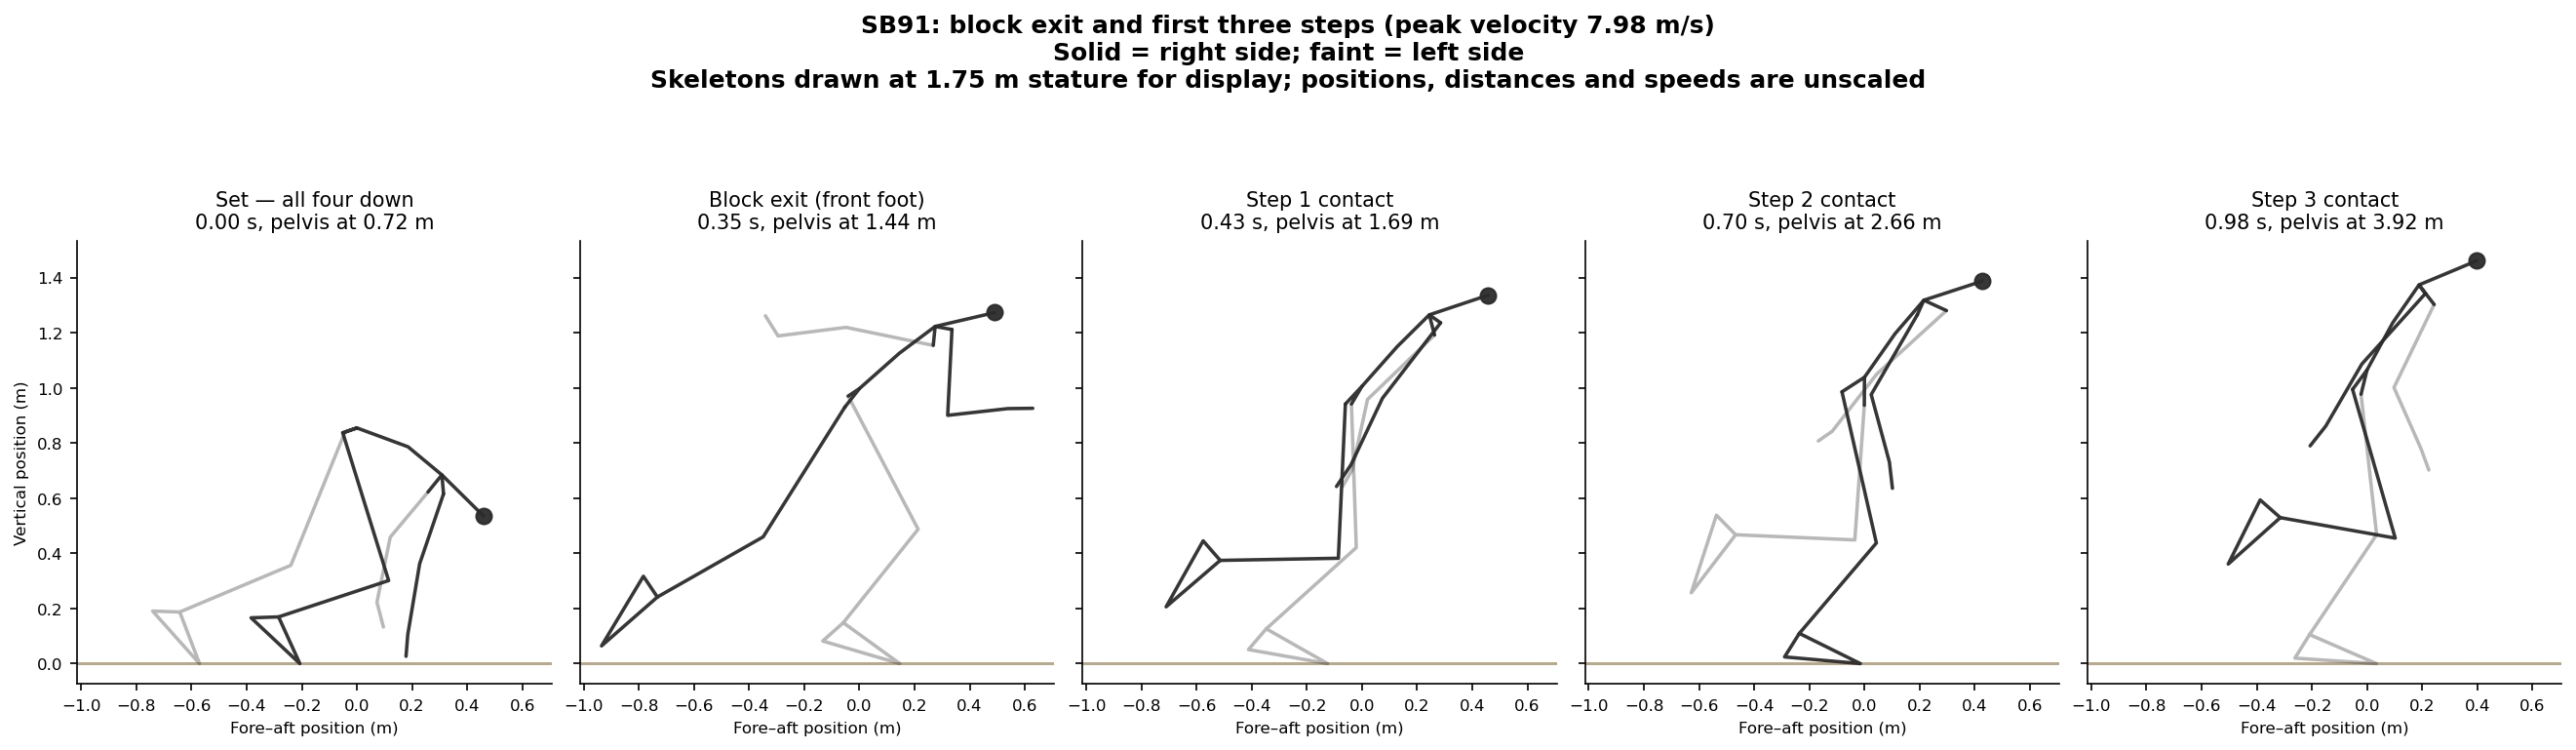 SB91: block exit and first three steps (peak velocity 7.98 m/s)
Solid = right side; faint = left side
Skeletons drawn at 1.75 m stature for display; positions, distances and speeds are unscaled
Set — all four down
0.00 s, pelvis at 0.72 m
Block exit (front foot)
0.35 s, pelvis at 1.44 m
Step 1 contact
0.43 s, pelvis at 1.69 m
Step 2 contact
0.70 s, pelvis at 2.66 m
Step 3 contact
0.98 s, pelvis at 3.92 m
Vertical position (m)
1.4
1.2
1.0
0.8
0.6
0.4
0.2
0.0
−1.0 −0.8 −0.6 −0.4 −0.2 0.0 0.2 0.4 0.6
Fore–aft position (m)
−1.0 −0.8 −0.6 −0.4 −0.2 0.0 0.2 0.4 0.6
Fore–aft position (m)
−1.0 −0.8 −0.6 −0.4 −0.2 0.0 0.2 0.4 0.6
Fore–aft position (m)
−1.0 −0.8 −0.6 −0.4 −0.2 0.0 0.2 0.4 0.6
Fore–aft position (m)
−1.0 −0.8 −0.6 −0.4 −0.2 0.0 0.2 0.4 0.6
Fore–aft position (m)